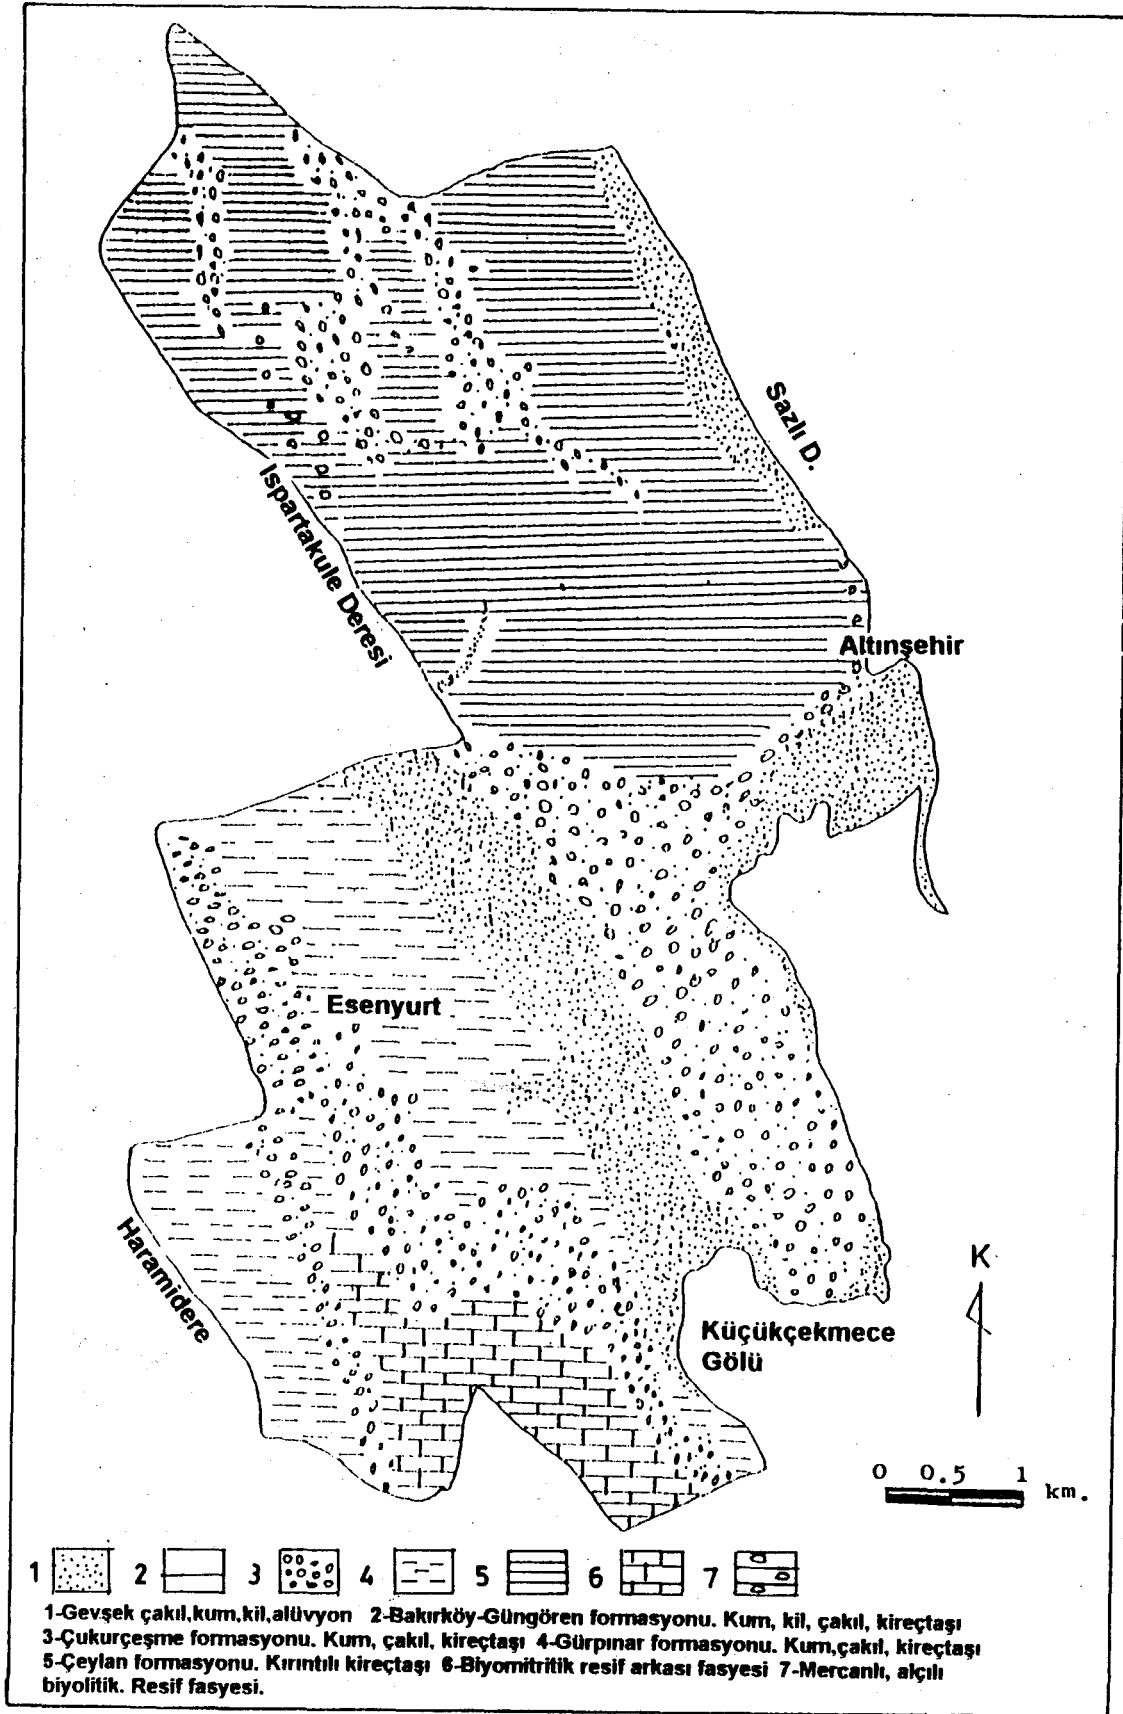 Sazlı D.
Ispartakule Deresi
Altınşehir
Esenyurt
Haramidere
K
Küçükçekmece
Gölü
0 0.5 1
km.
1 2 3 4 5 6 7
1-Gevşek çakıl,kum,kil,alüvyon 2-Bakırköy-Güngören formasyonu. Kum, kil, çakıl, kireçtaşı
3-Çukurçeşme formasyonu. Kum, çakıl, kireçtaşı 4-Gürpınar formasyonu. Kum,çakıl, kireçtaşı
5-Çeylan formasyonu. Kırıntılı kireçtaşı 6-Biyomitritik resif arkası fasyesi 7-Mercanlı, alçılı
biyolitik. Resif fasyesi.